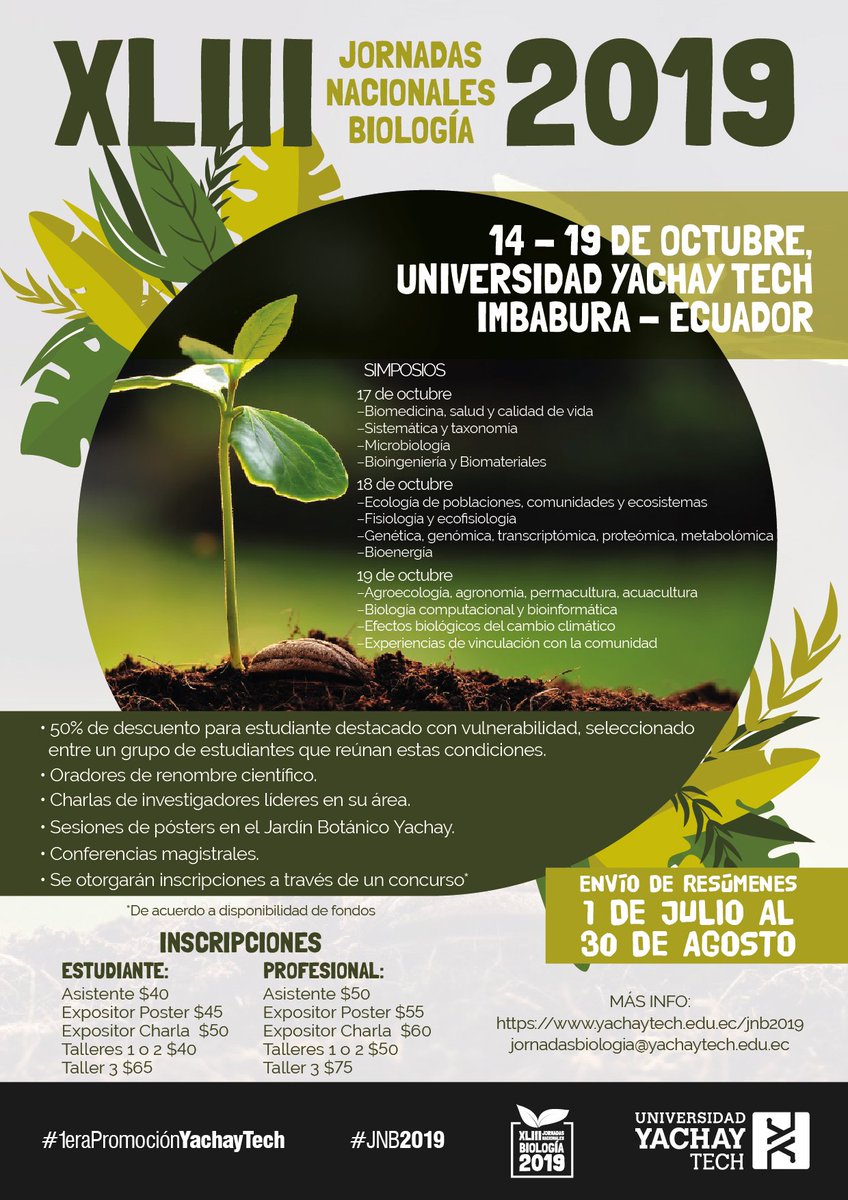 XLIII
JORNADAS
NACIONALES
BIOLOGÍA
2019
14 – 19 DE OCTUBRE,
UNIVERSIDAD YACHAY TECH
IMBABURA – ECUADOR
SIMPOSIOS
17 de octubre
–Biomedicina, salud y calidad de vida
–Sistemática y taxonomía
–Microbiología
–Bioingeniería y Biomateriales
18 de octubre
–Ecología de poblaciones, comunidades y ecosistemas
–Fisiología y ecofisiología
–Genética, genómica, transcriptómica, proteómica, metabolómica
–Bioenergía
19 de octubre
–Agroecología, agronomía, permacultura, acuacultura
–Biología computacional y bioinformática
–Efectos biológicos del cambio climático
–Experiencias de vinculación con la comunidad
• 50% de descuento para estudiante destacado con vulnerabilidad, seleccionado
entre un grupo de estudiantes que reúnan estas condiciones.
• Oradores de renombre científico.
• Charlas de investigadores líderes en su área.
• Sesiones de pósters en el Jardín Botánico Yachay.
• Conferencias magistrales.
• Se otorgarán inscripciones a través de un concurso*
*De acuerdo a disponibilidad de fondos
ENVÍO DE RESÚMENES
1 DE JULIO AL
30 DE AGOSTO
INSCRIPCIONES
ESTUDIANTE:
Asistente $40
Expositor Poster $45
Expositor Charla $50
Talleres 1 o 2 $40
Taller 3 $65
PROFESIONAL:
Asistente $50
Expositor Poster $55
Expositor Charla $60
Talleres 1 o 2 $50
Taller 3 $75
MÁS INFO:
https://www.yachaytech.edu.ec/jnb2019
jornadasbiologia@yachaytech.edu.ec
#1eraPromociónYachayTech
#JNB2019
XLIII JORNADAS
NACIONALES
BIOLOGÍA
2019
UNIVERSIDAD
YACHAY
TECH